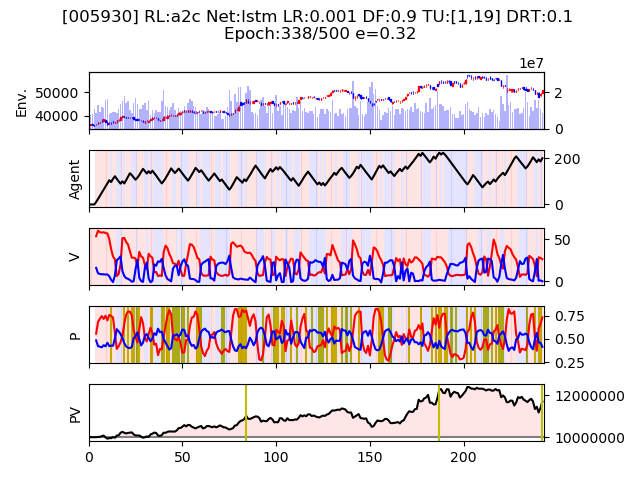 [005930] RL:a2c Net:lstm LR:0.001 DF:0.9 TU:[1,19] DRT:0.1
Epoch:338/500 e=0.32
1e7
Env.
50000
40000
2
0
Agent
200
0
V
50
0
P
0.75
0.50
0.25
PV
12000000
10000000
0 50 100 150 200